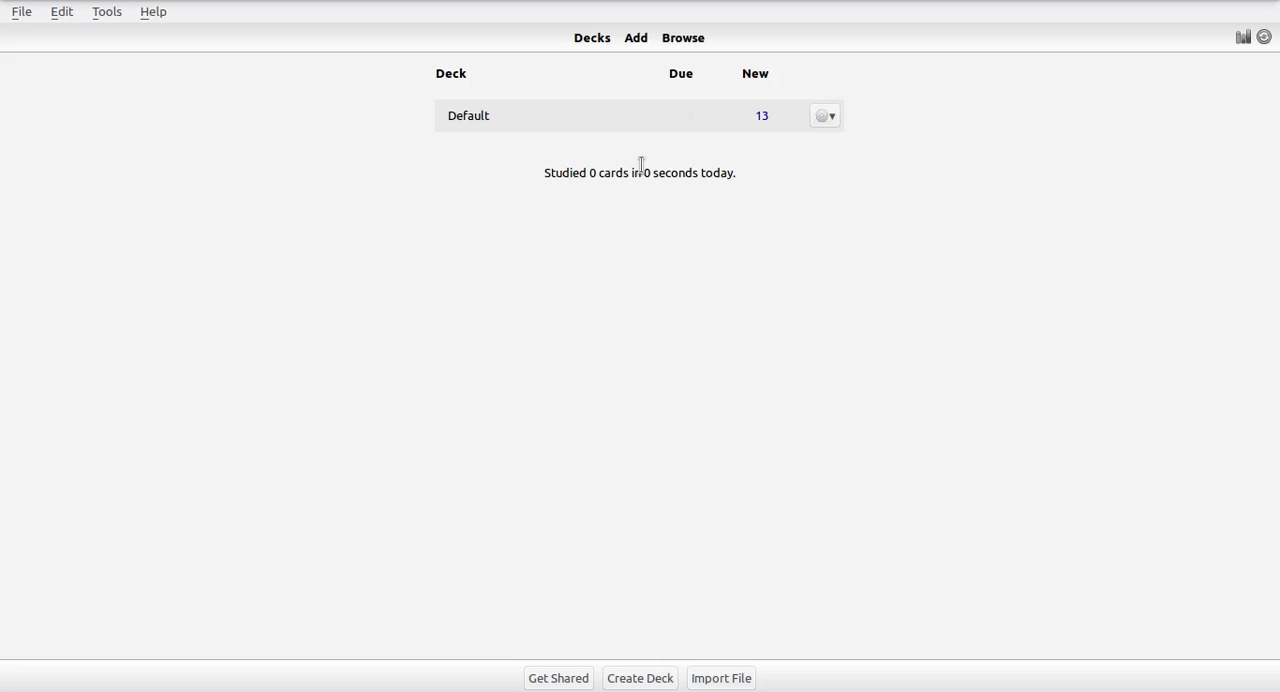 File Edit Tools Help
Decks Add Browse
Deck Due New
Default 0 13
Studied 0 cards in 0 seconds today.
Get Shared Create Deck Import File